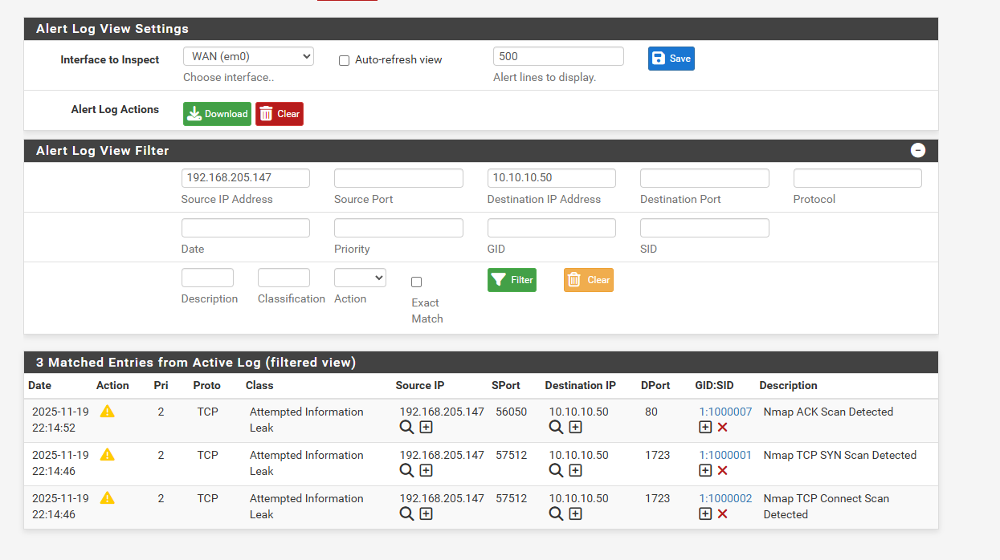 Alert Log View Settings
Interface to Inspect
WAN (em0)
Auto-refresh view
500
Save
Choose interface..
Alert lines to display.
Alert Log Actions
Download
Clear
Alert Log View Filter
192.168.205.147
10.10.10.50
Source IP Address
Source Port
Destination IP Address
Destination Port
Protocol
Date
Priority
GID
SID
Filter
Clear
Description
Classification
Action
Exact
Match
3 Matched Entries from Active Log (filtered view)
Date Action Pri Proto Class Source IP SPort Destination IP DPort GID:SID Description
2025-11-19 2 TCP Attempted Information 192.168.205.147 56050 10.10.10.50 80 1:1000007 Nmap ACK Scan Detected
22:14:52 Leak
2025-11-19 2 TCP Attempted Information 192.168.205.147 57512 10.10.10.50 1723 1:1000001 Nmap TCP SYN Scan Detected
22:14:46 Leak
2025-11-19 2 TCP Attempted Information 192.168.205.147 57512 10.10.10.50 1723 1:1000002 Nmap TCP Connect Scan
22:14:46 Leak Detected